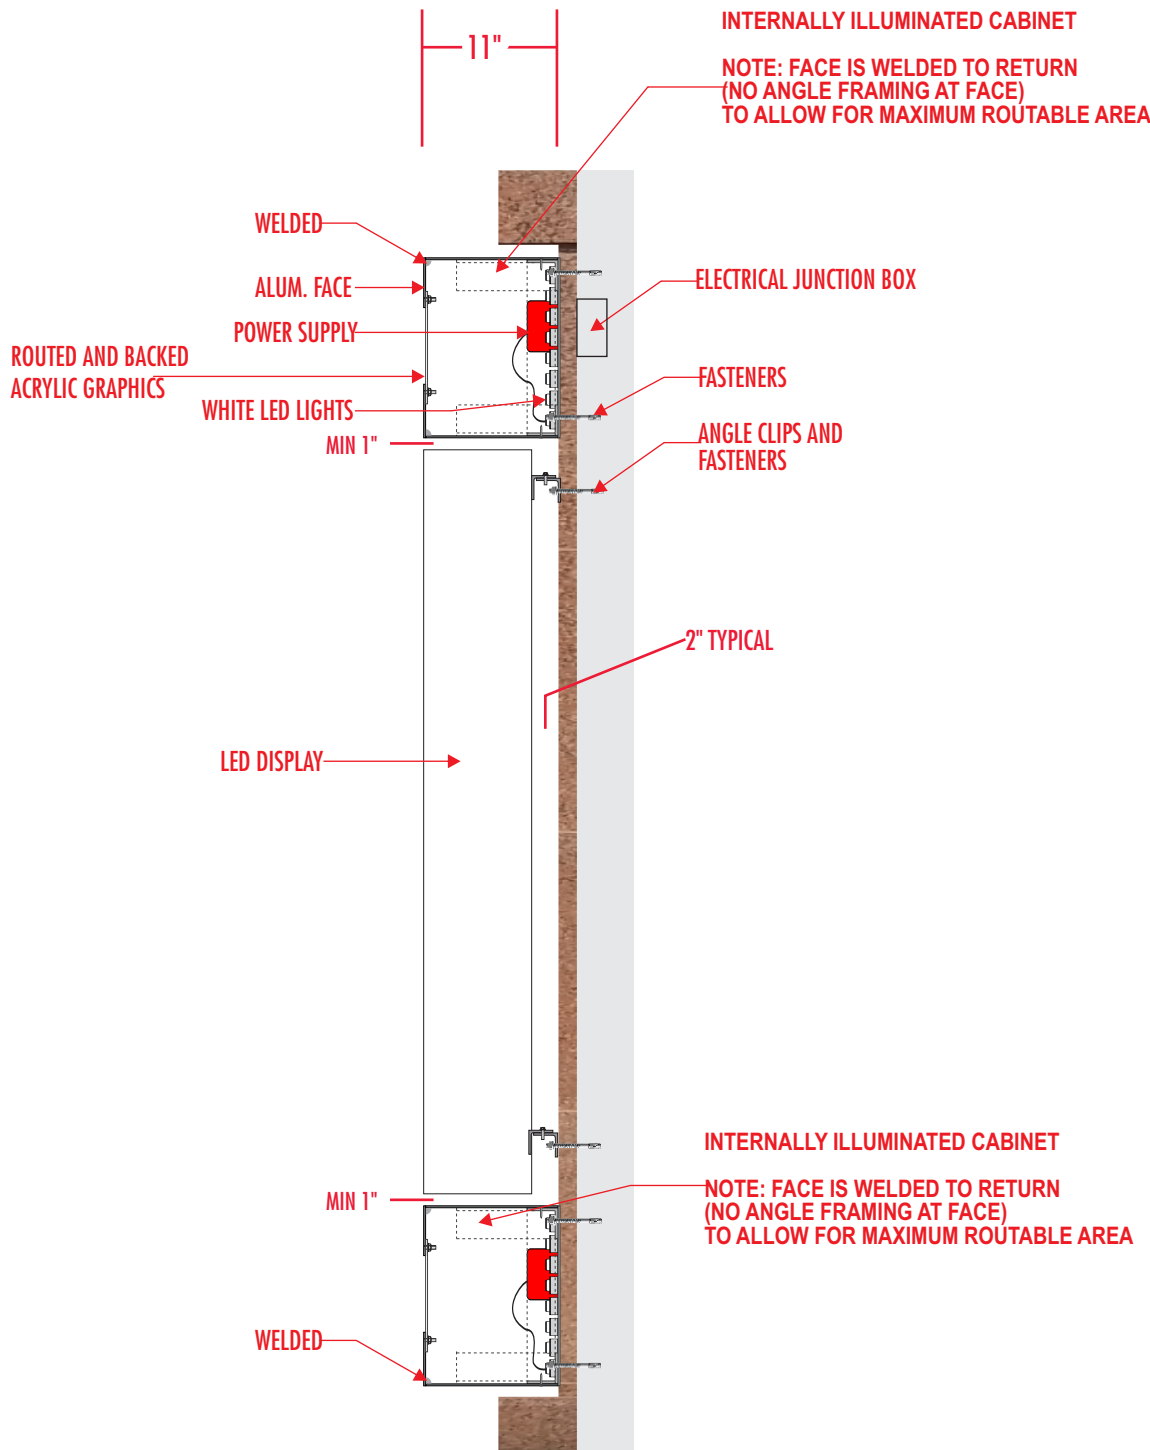 INTERNALLY ILLUMINATED CABINET
11"
NOTE: FACE IS WELDED TO RETURN
(NO ANGLE FRAMING AT FACE)
TO ALLOW FOR MAXIMUM ROUTABLE AREA
WELDED
ALUM. FACE
ELECTRICAL JUNCTION BOX
POWER SUPPLY
ROUTED AND BACKED
ACRYLIC GRAPHICS
FASTENERS
WHITE LED LIGHTS
MIN 1"
ANGLE CLIPS AND
FASTENERS
2" TYPICAL
LED DISPLAY
INTERNALLY ILLUMINATED CABINET
NOTE: FACE IS WELDED TO RETURN
(NO ANGLE FRAMING AT FACE)
TO ALLOW FOR MAXIMUM ROUTABLE AREA
MIN 1"
WELDED